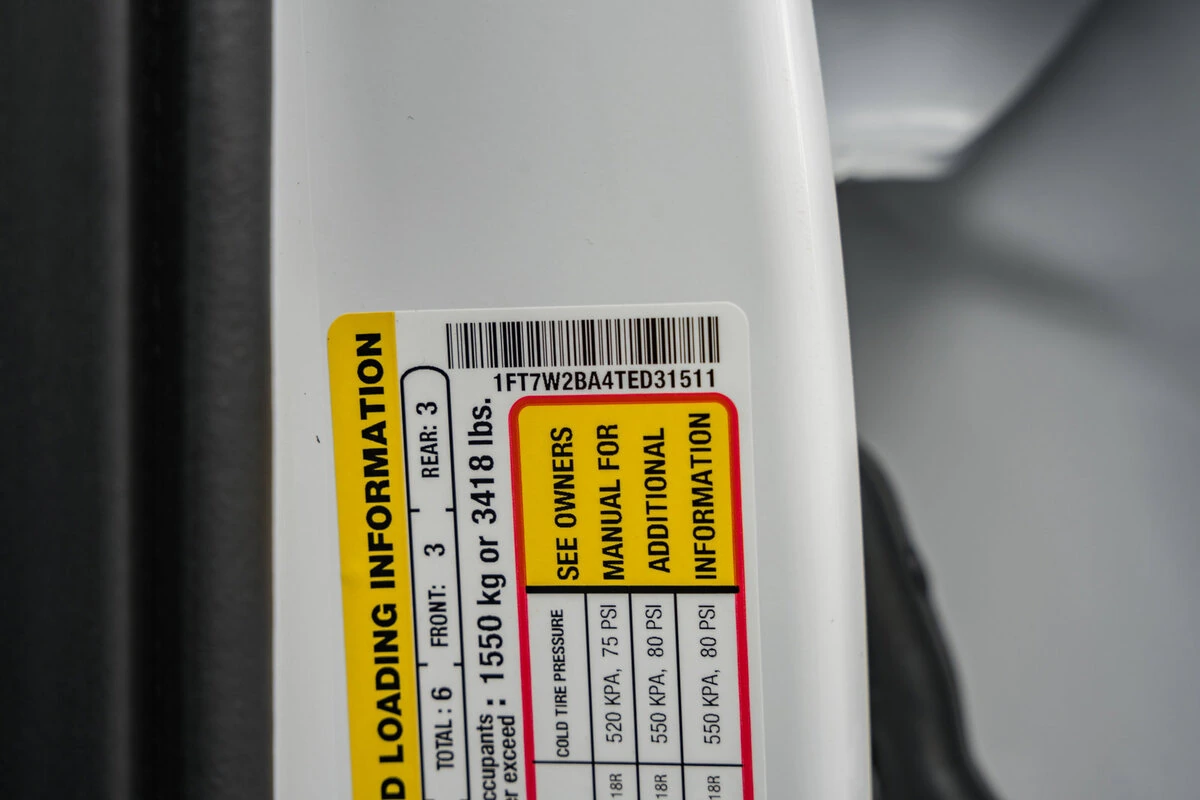 1FT7W2BA4TED31511
D LOADING INFORMATION
TOTAL : 6 FRONT: 3 REAR: 3
ccupants : 1550 kg or 3418 lbs.
r exceed :
COLD TIRE PRESSURE
18R 520 KPA, 75 PSI
18R 550 KPA, 80 PSI
18R 550 KPA, 80 PSI
SEE OWNERS
MANUAL FOR
ADDITIONAL
INFORMATION